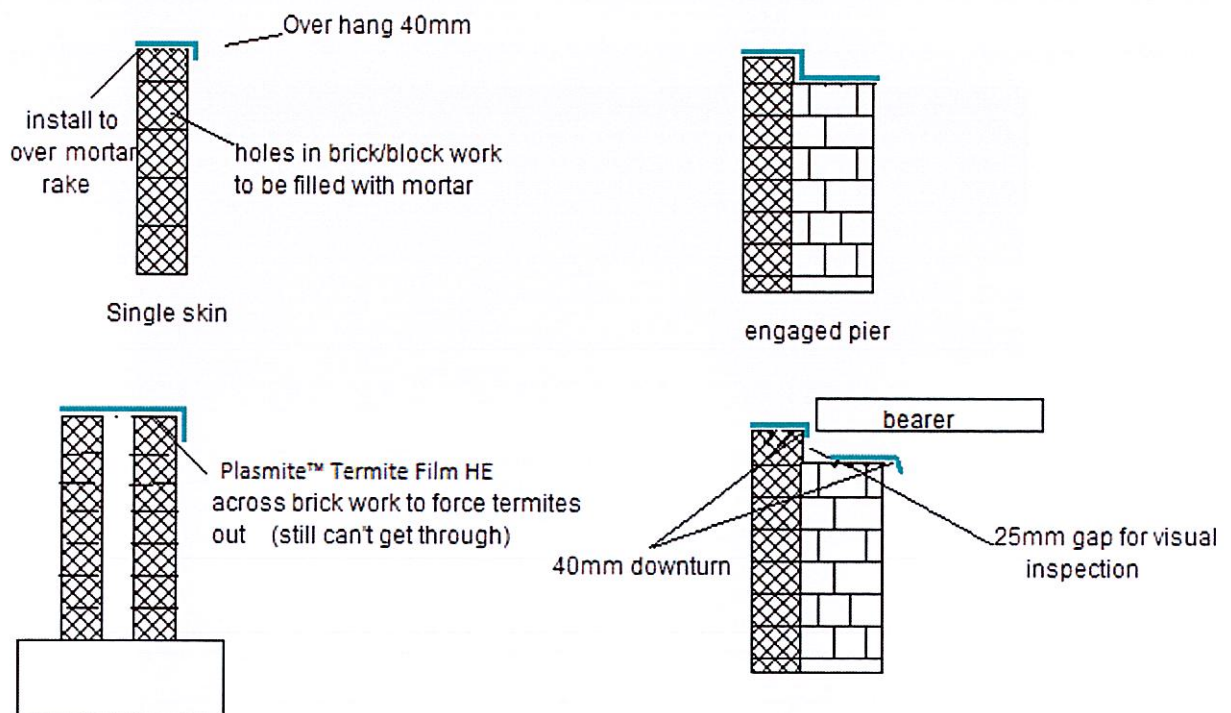 Over hang 40mm
install to
over mortar
rake
holes in brick/block work
to be filled with mortar
Single skin
engaged pier
Plasmite™ Termite Film HE
across brick work to force termites
out (still can't get through)
bearer
40mm downturn
25mm gap for visual
inspection